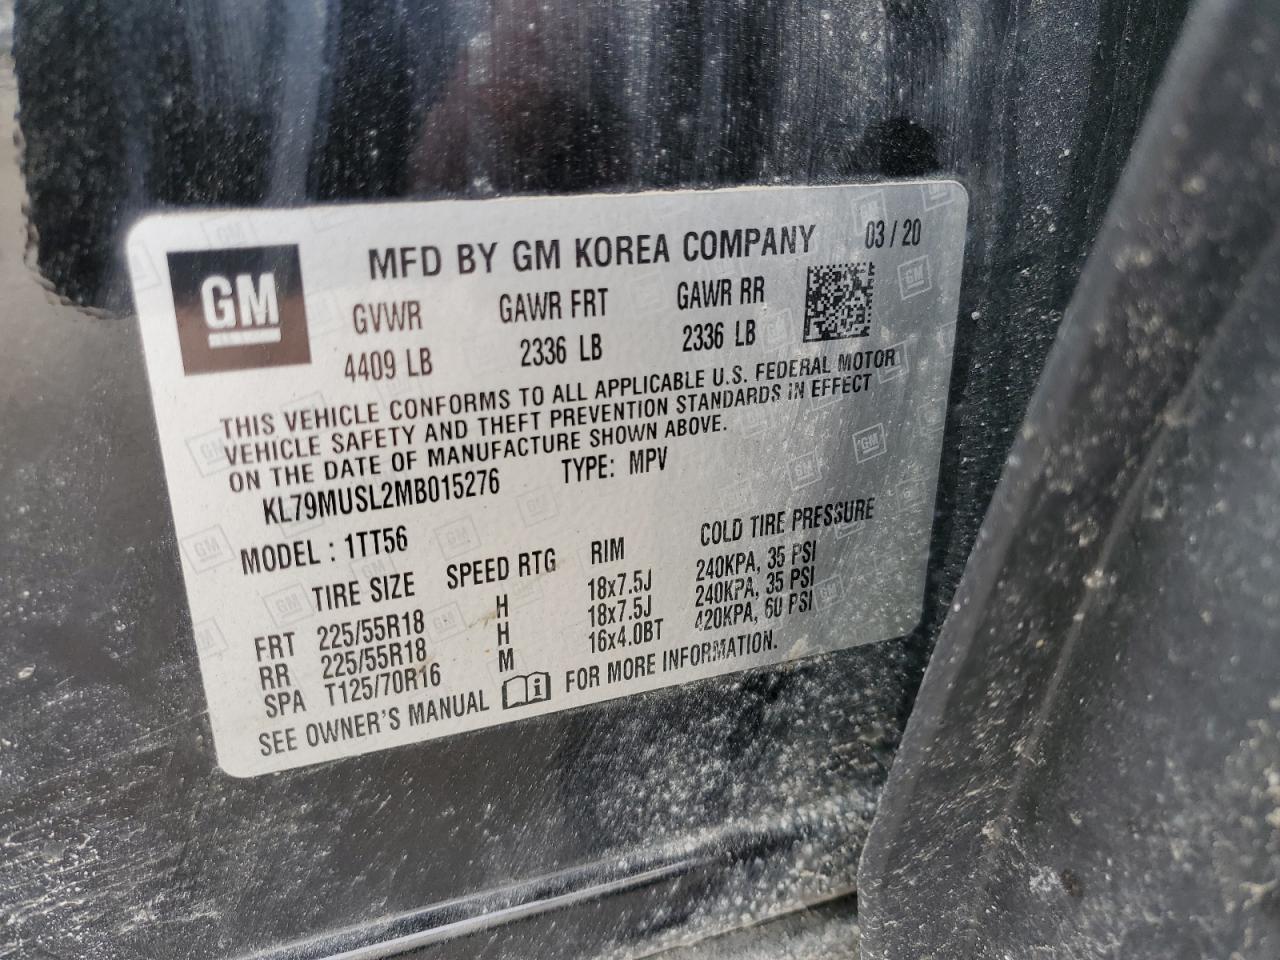 GM
MFD BY GM KOREA COMPANY 03 / 20
GVWR GAWR FRT GAWR RR
4409 LB 2336 LB 2336 LB
THIS VEHICLE CONFORMS TO ALL APPLICABLE U.S. FEDERAL MOTOR
VEHICLE SAFETY AND THEFT PREVENTION STANDARDS IN EFFECT
ON THE DATE OF MANUFACTURE SHOWN ABOVE.
KL79MUSL2MB015276 TYPE: MPV
MODEL : 1TT56
TIRE SIZE SPEED RTG RIM COLD TIRE PRESSURE
FRT 225/55R18 H 18x7.5J 240KPA, 35 PSI
RR 225/55R18 H 18x7.5J 240KPA, 35 PSI
SPA T125/70R16 M 16x4.0BT 420KPA, 60 PSI
SEE OWNER'S MANUAL FOR MORE INFORMATION.